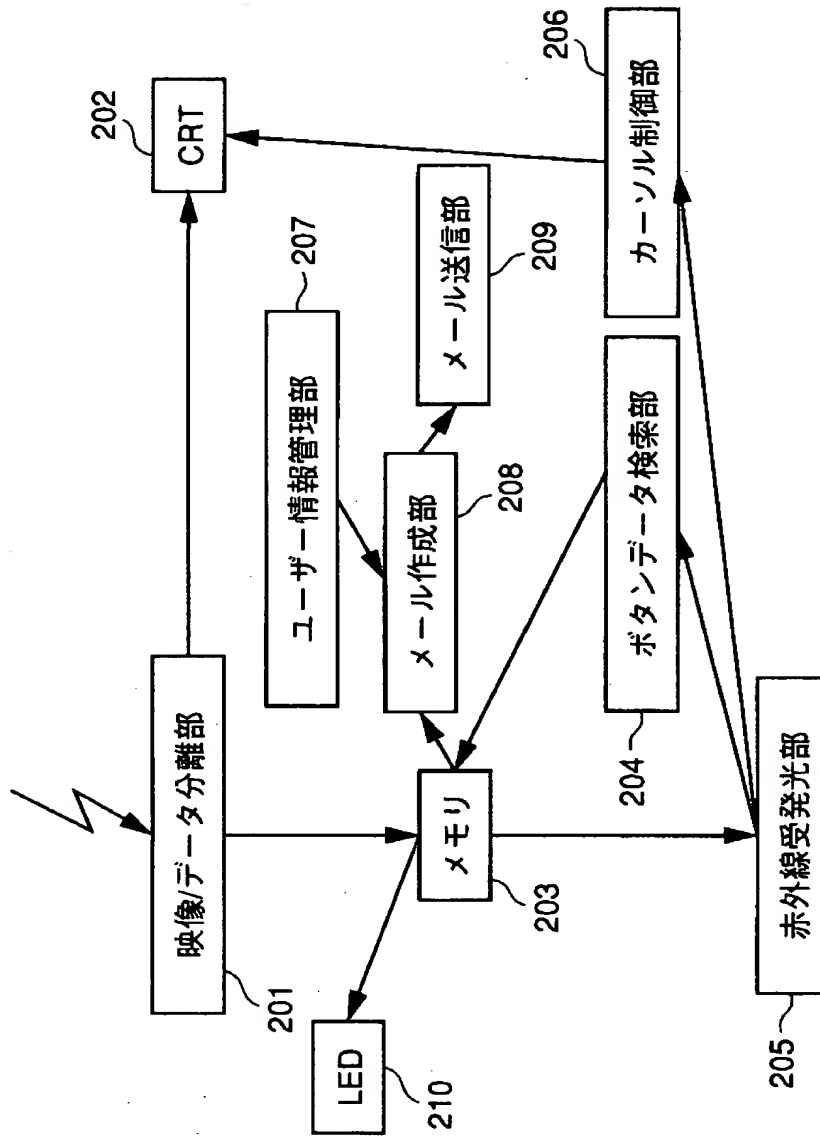 映像/データ分離部
201
CRT
202
ユーザー情報管理部
207
LED
210
メモリ
203
メール作成部
208
メール送信部
209
ボタンデータ検索部
204
カーソル制御部
206
赤外線受発光部
205